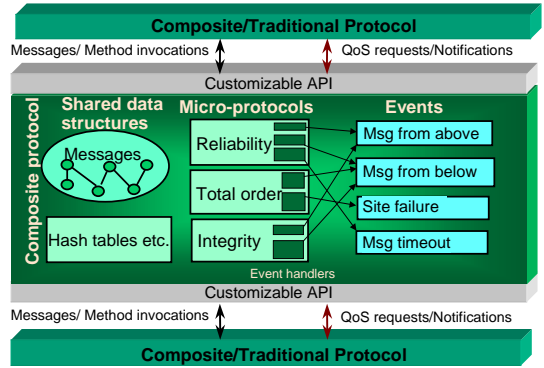 Composite/Traditional Protocol
Messages/ Method invocations
QoS requests/Notifications
Customizable API
Composite protocol
Shared data
structures
Messages
Hash tables etc.
Micro-protocols
Reliability
Total order
Integrity
Event handlers
Events
Msg from above
Msg from below
Site failure
Msg timeout
Customizable API
Messages/ Method invocations
QoS requests/Notifications
Composite/Traditional Protocol